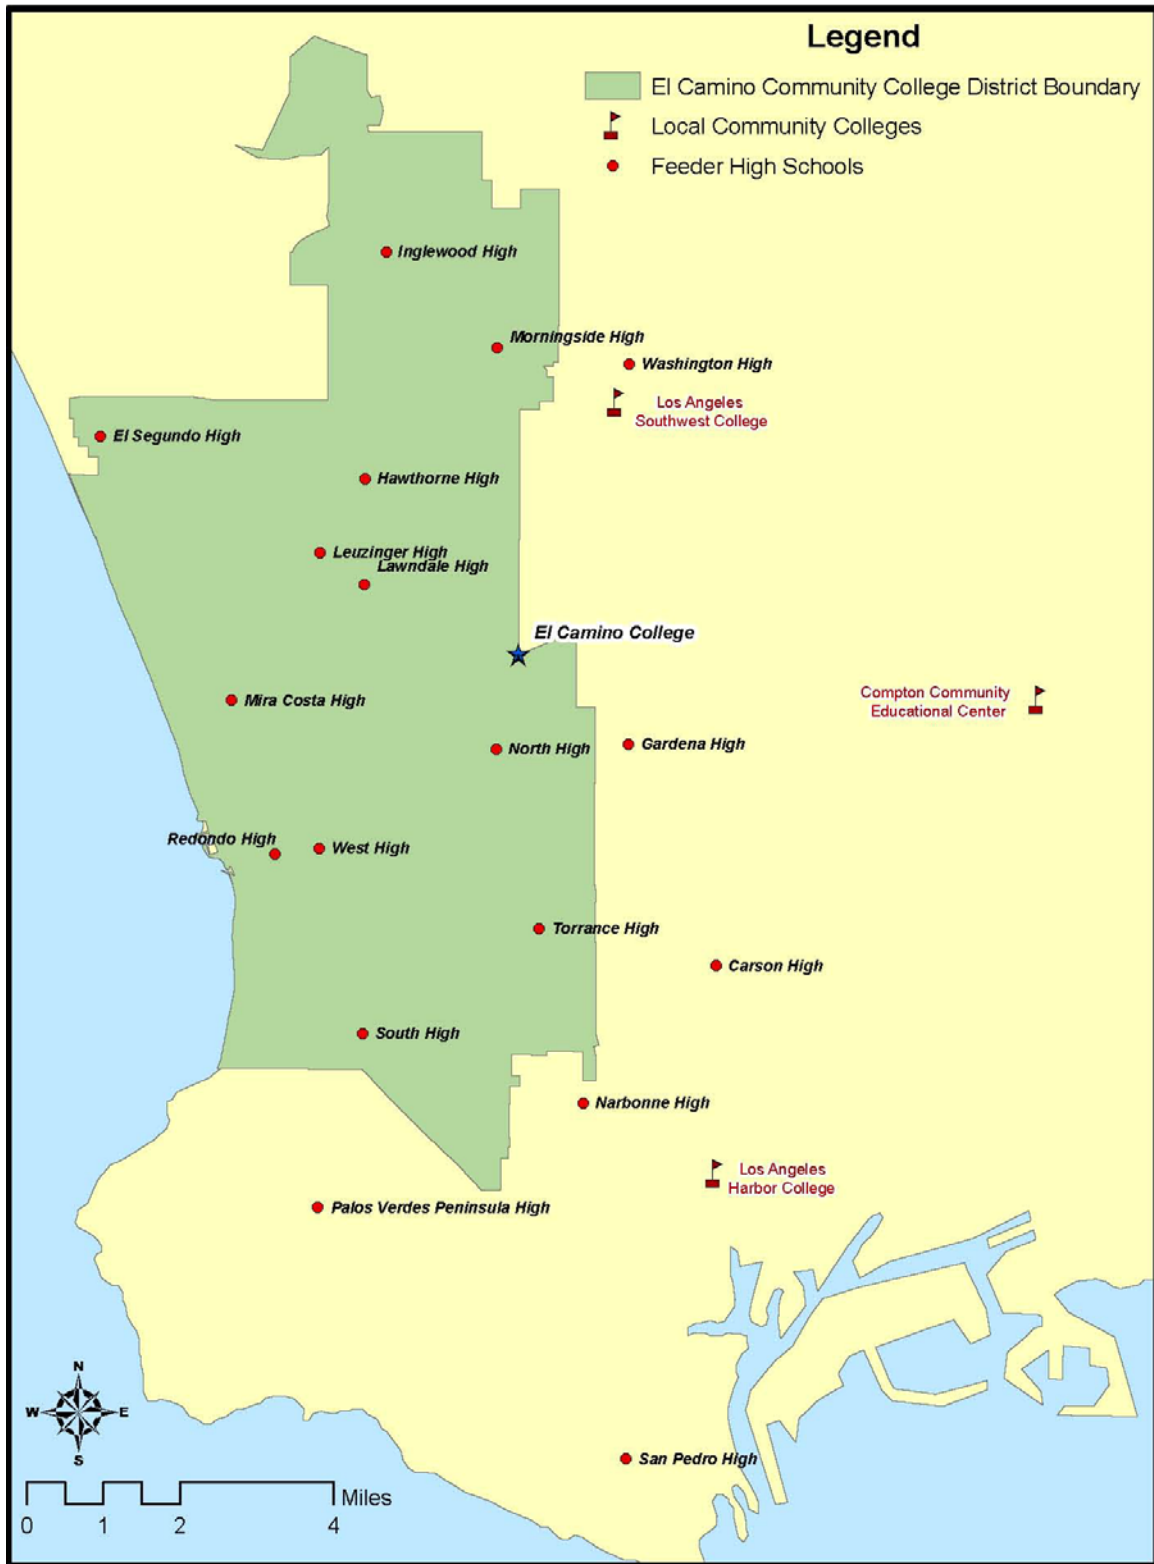 Legend
El Camino Community College District Boundary
Local Community Colleges
Feeder High Schools
Inglewood High
Morningside High
Washington High
Los Angeles
Southwest College
El Segundo High
Hawthorne High
Leuzinger High
Lawndale High
El Camino College
Mira Costa High
Compton Community
Educational Center
North High
Gardena High
Redondo High
West High
Torrance High
Carson High
South High
Narbonne High
Los Angeles
Harbor College
Palos Verdes Peninsula High
N
W
E
S
San Pedro High
Miles
0 1 2 4